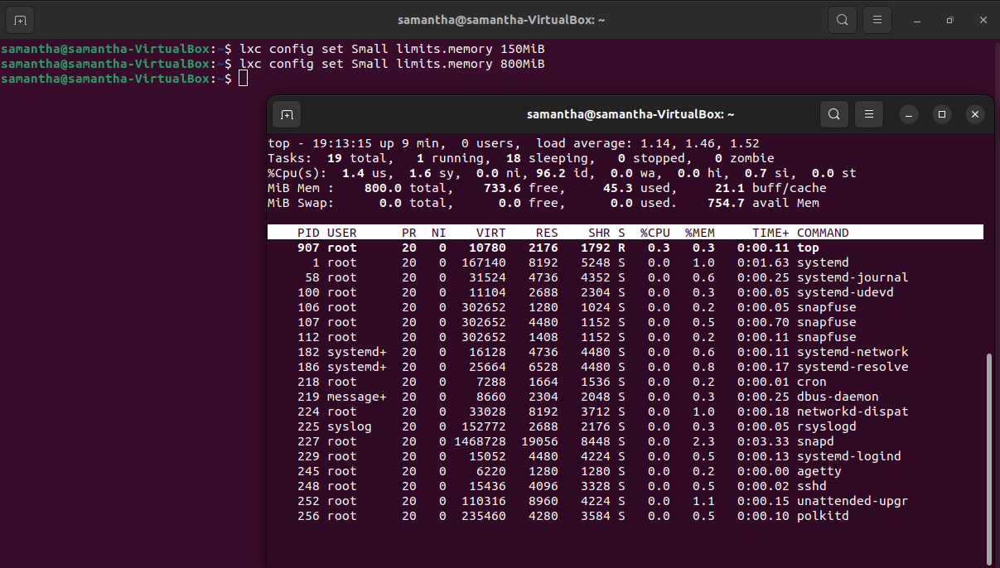 samantha@samantha-VirtualBox: ~
samantha@samantha-VirtualBox:~$ lxc config set Small limits.memory 150MiB
samantha@samantha-VirtualBox:~$ lxc config set Small limits.memory 800MiB
samantha@samantha-VirtualBox:~$
samantha@samantha-VirtualBox: ~
top - 19:13:15 up 9 min,  0 users,  load average: 1.14, 1.46, 1.52
Tasks:  19 total,   1 running,  18 sleeping,   0 stopped,   0 zombie
%Cpu(s):  1.4 us,  1.6 sy,  0.0 ni, 96.2 id,  0.0 wa,  0.0 hi,  0.7 si,  0.0 st
MiB Mem :    800.0 total,    733.6 free,     45.3 used,     21.1 buff/cache
MiB Swap:      0.0 total,      0.0 free,      0.0 used.    754.7 avail Mem
PID USER      PR  NI    VIRT    RES    SHR S  %CPU  %MEM     TIME+ COMMAND
907 root      20   0   10780   2176   1792 R   0.3   0.3   0:00.11 top
1 root      20   0  167140   8192   5248 S   0.0   1.0   0:01.63 systemd
58 root      20   0   31524   4736   4352 S   0.0   0.6   0:00.25 systemd-journal
100 root      20   0   11104   2688   2304 S   0.0   0.3   0:00.05 systemd-udevd
106 root      20   0  302652   1280   1024 S   0.0   0.2   0:00.05 snapfuse
107 root      20   0  302652   4480   1152 S   0.0   0.5   0:00.70 snapfuse
112 root      20   0  302652   1408   1152 S   0.0   0.2   0:00.11 snapfuse
182 systemd+  20   0   16128   4736   4480 S   0.0   0.6   0:00.11 systemd-network
186 systemd+  20   0   25664   6528   4480 S   0.0   0.8   0:00.17 systemd-resolve
218 root      20   0    7288   1664   1536 S   0.0   0.2   0:00.01 cron
219 message+  20   0    8660   2304   2048 S   0.0   0.3   0:00.25 dbus-daemon
224 root      20   0   33028   8192   3712 S   0.0   1.0   0:00.18 networkd-dispat
225 syslog    20   0  152772   2688   2176 S   0.0   0.3   0:00.05 rsyslogd
227 root      20   0 1468728  19056   8448 S   0.0   2.3   0:03.33 snapd
229 root      20   0   15052   4480   4224 S   0.0   0.5   0:00.13 systemd-logind
245 root      20   0    6220   1280   1280 S   0.0   0.2   0:00.00 agetty
248 root      20   0   15436   4096   3328 S   0.0   0.5   0:00.02 sshd
252 root      20   0  110316   8960   4224 S   0.0   1.1   0:00.15 unattended-upgr
256 root      20   0  235460   4280   3584 S   0.0   0.5   0:00.10 polkitd